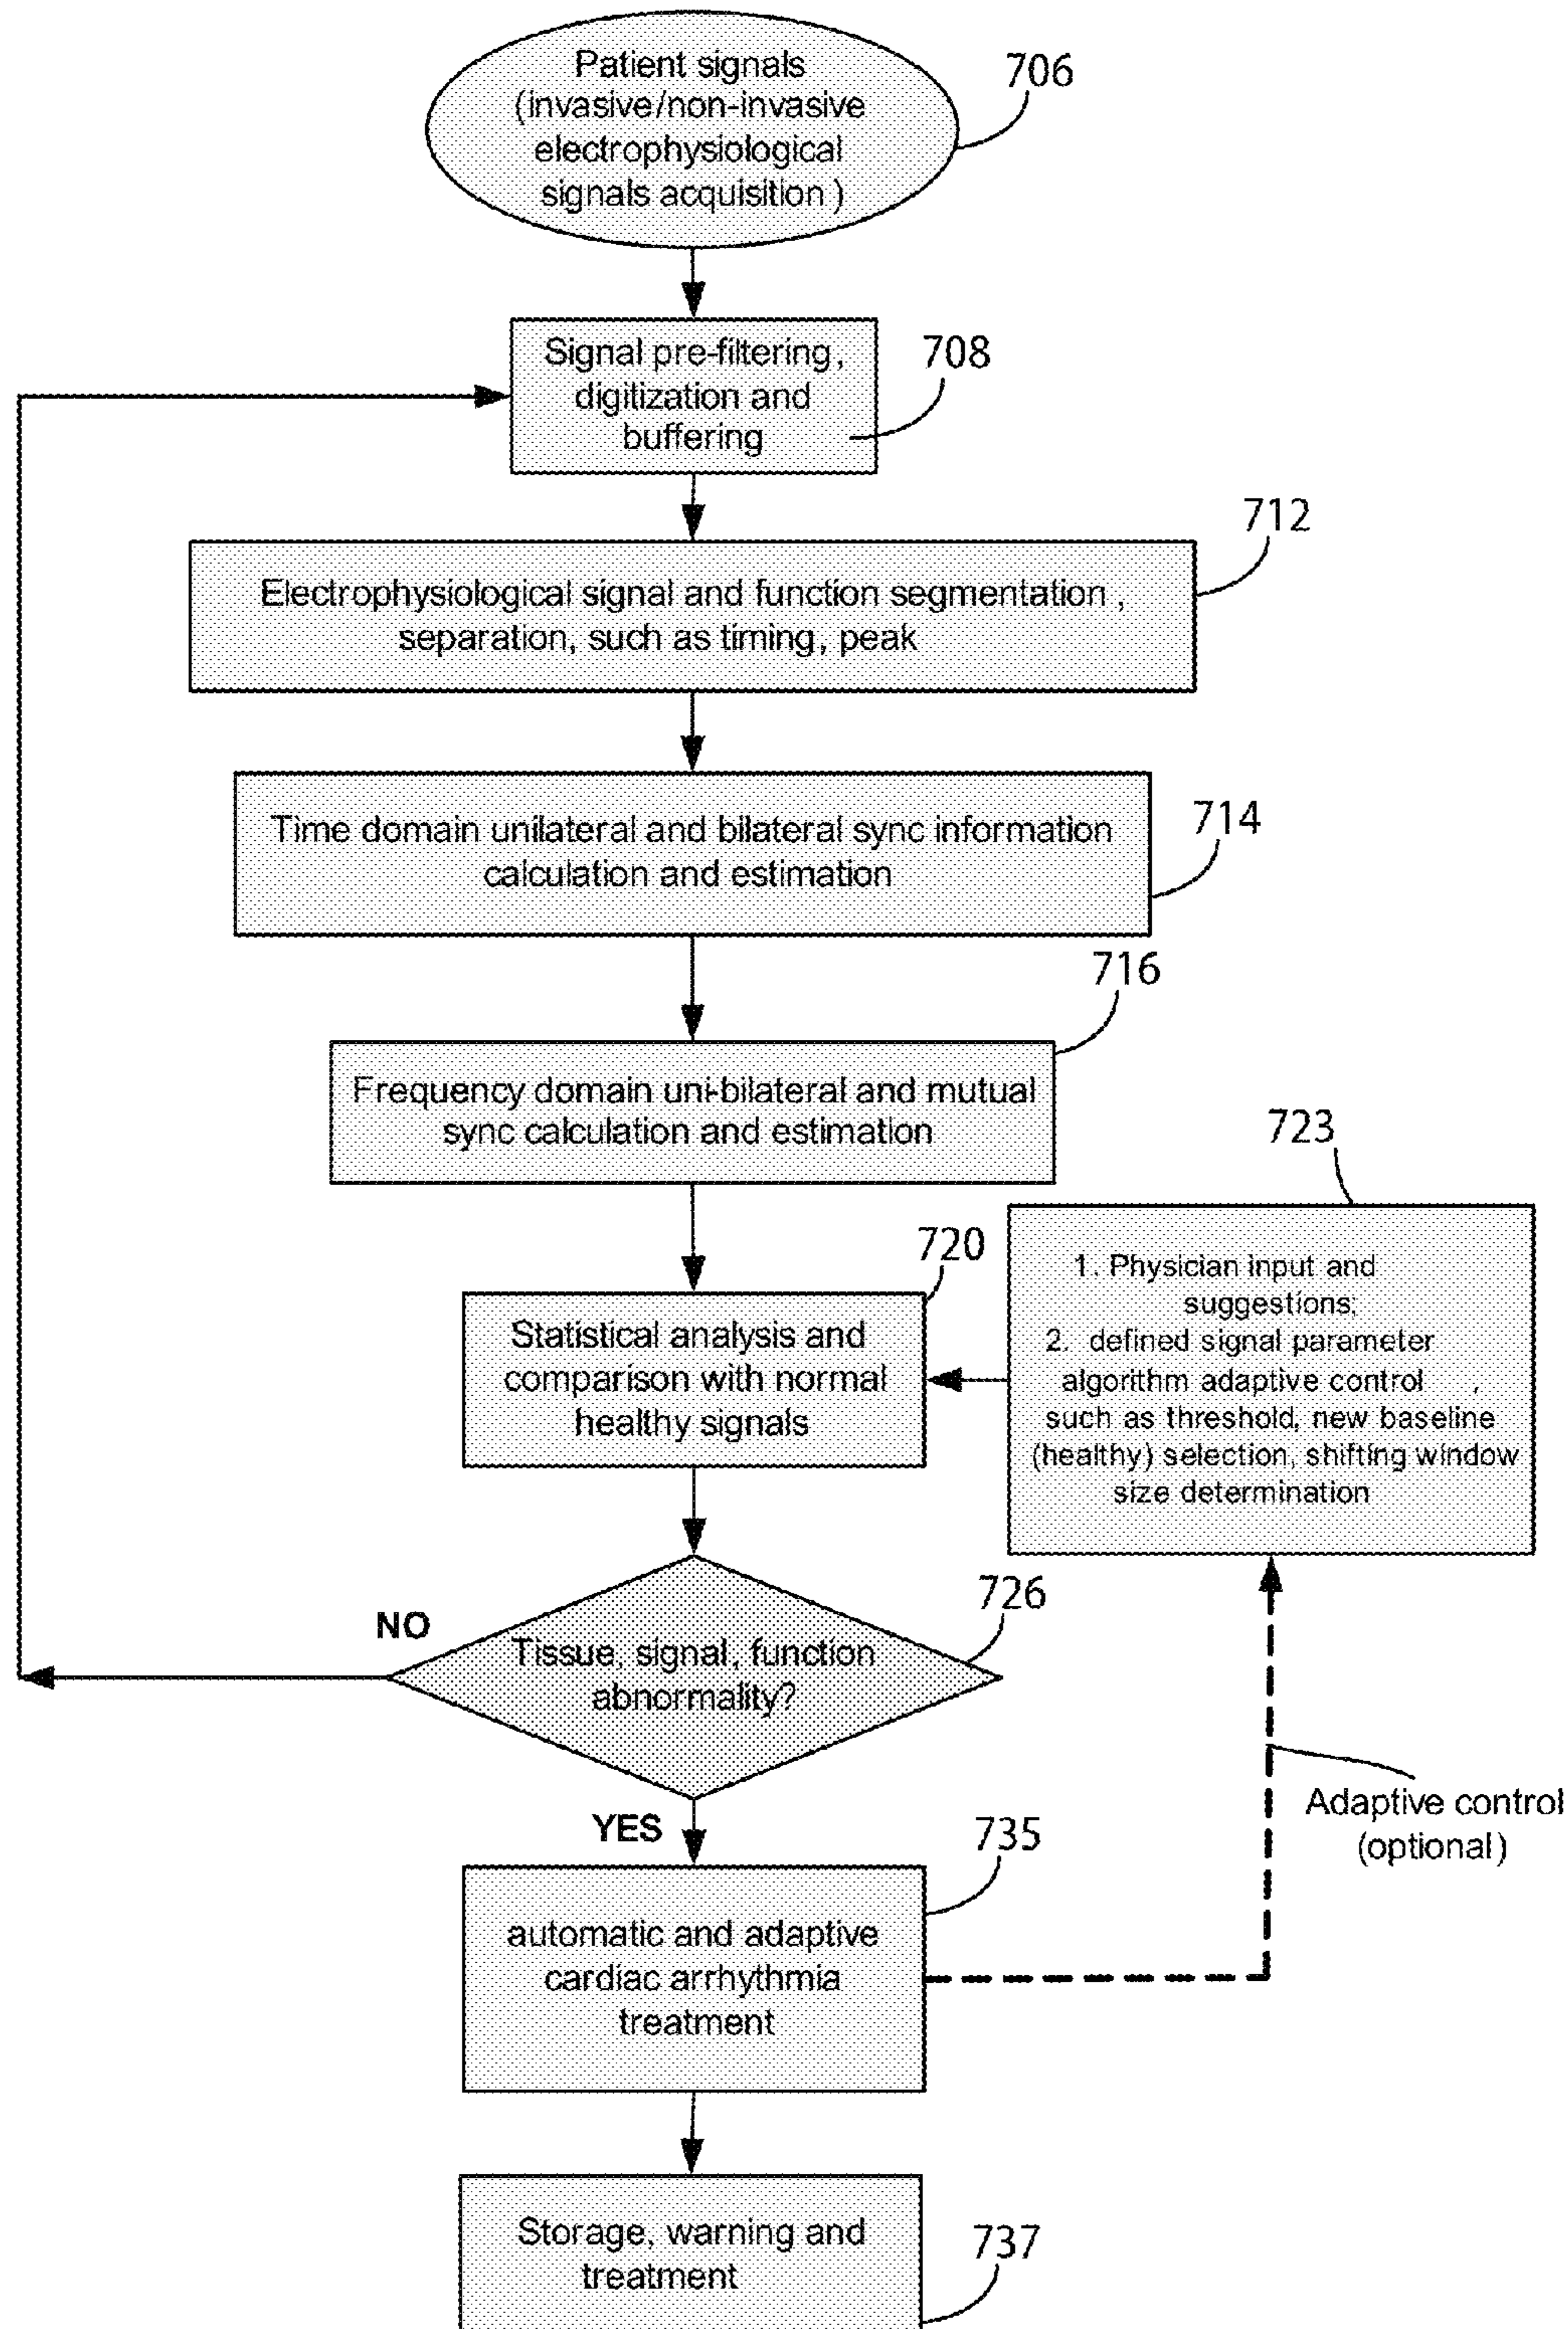 Patient signals
(invasive/non-invasive
electrophysiological
signals acquisition )
706
Signal pre-filtering,
digitization and
buffering
708
712
Electrophysiological signal and function segmentation ,
separation, such as timing, peak
714
Time domain unilateral and bilateral sync information
calculation and estimation
716
Frequency domain uni-bilateral and mutual
sync calculation and estimation
723
1. Physician input and
suggestions;
2. defined signal parameter
algorithm adaptive control ,
such as threshold, new baseline
(healthy) selection, shifting window
size determination
720
Statistical analysis and
comparison with normal
healthy signals
726
NO
Tissue, signal, function
abnormality?
YES
Adaptive control
(optional)
735
automatic and adaptive
cardiac arrhythmia
treatment
Storage, warning and
treatment
737